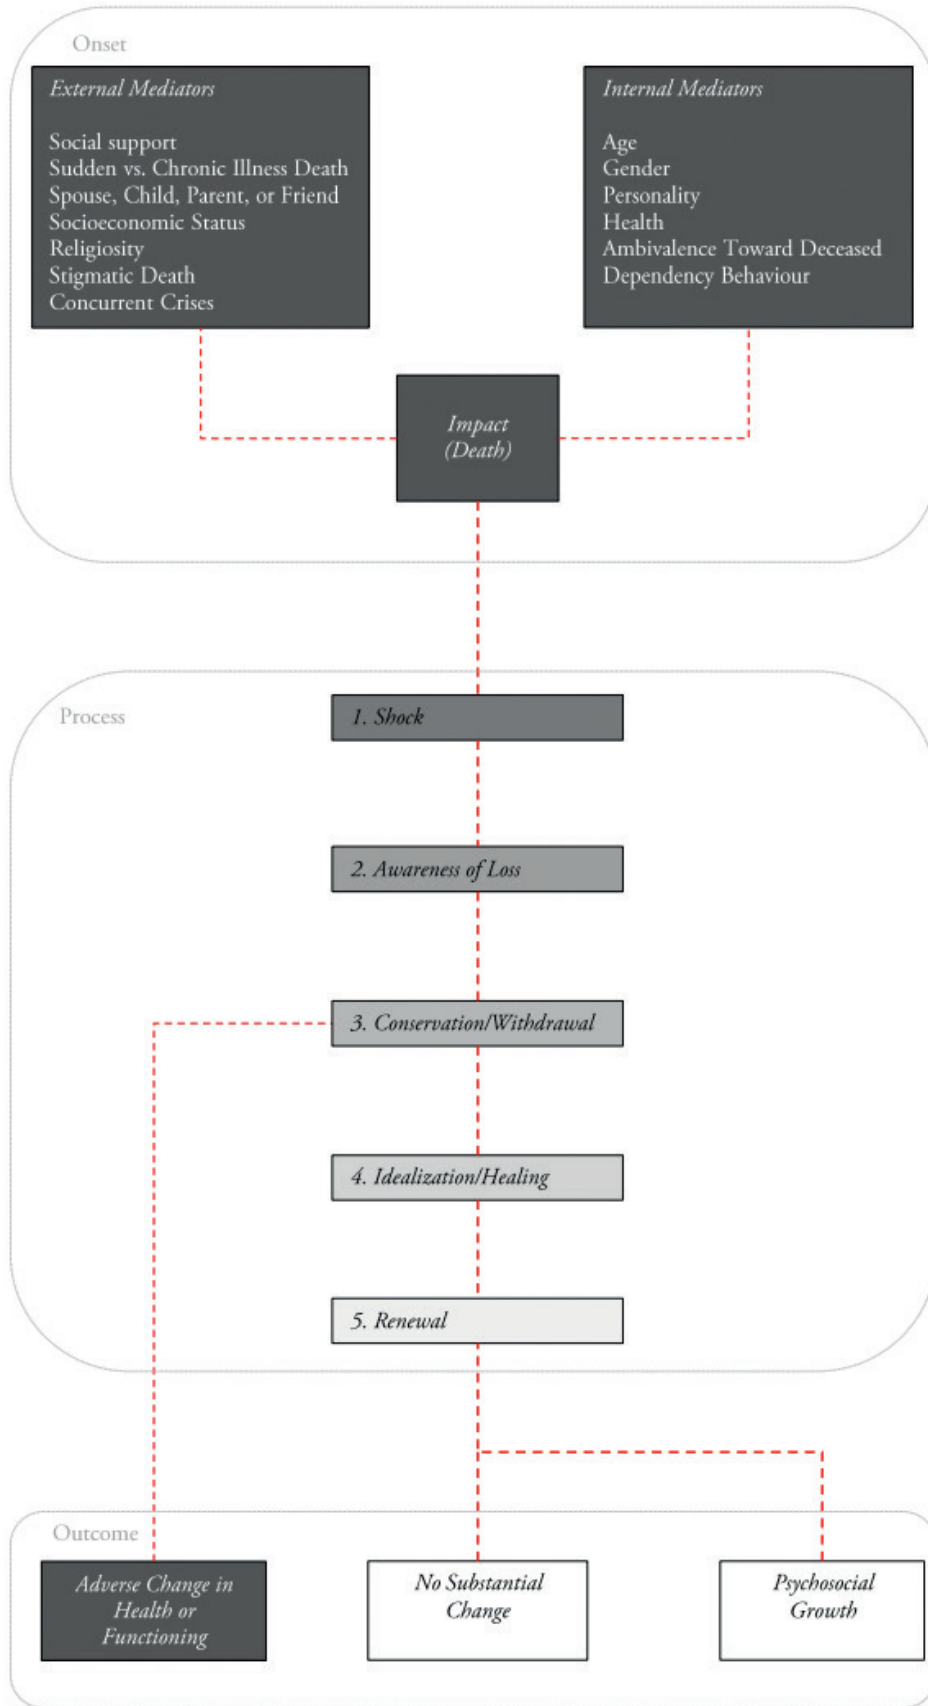 Onset
External Mediators
Social support
Sudden vs. Chronic Illness Death
Spouse, Child, Parent, or Friend
Socioeconomic Status
Religiosity
Stigmatic Death
Concurrent Crises
Internal Mediators
Age
Gender
Personality
Health
Ambivalence Toward Deceased
Dependency Behaviour
Impact
(Death)
Process
1. Shock
2. Awareness of Loss
3. Conservation/Withdrawal
4. Idealization/Healing
5. Renewal
Outcome
Adverse Change in
Health or
Functioning
No Substantial
Change
Psychosocial
Growth